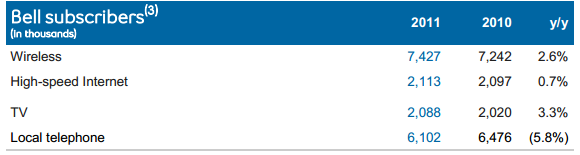 Bell subscribers(3)
(In thousands) 2011 2010 y/y
Wireless 7,427 7,242 2.6%
High-speed Internet 2,113 2,097 0.7%
TV 2,088 2,020 3.3%
Local telephone 6,102 6,476 (5.8%)